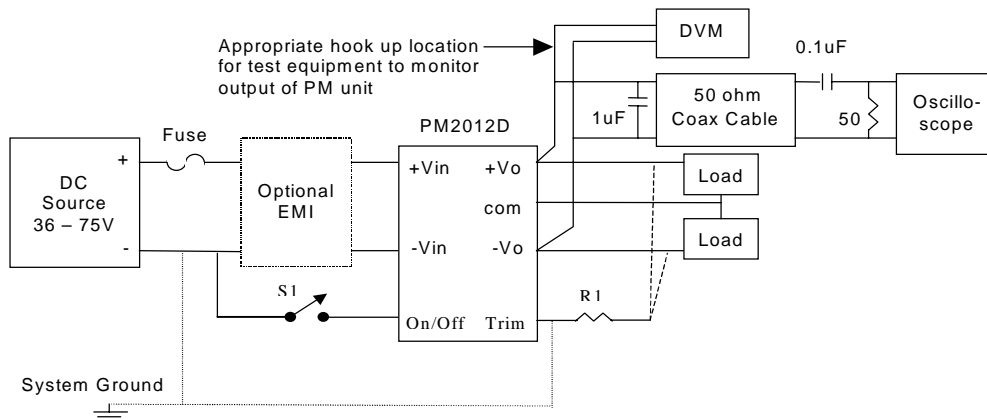 Appropriate hook up location
for test equipment to monitor
output of PM unit
DVM
0.1uF
1uF
50 ohm
Coax Cable
50
Oscillo-
scope
Fuse
PM2012D
DC
Source
36 – 75V
+
-
Optional
EMI
+Vin
+Vo
com
-Vin
-Vo
Load
Load
S1
On/Off
Trim
R1
System Ground